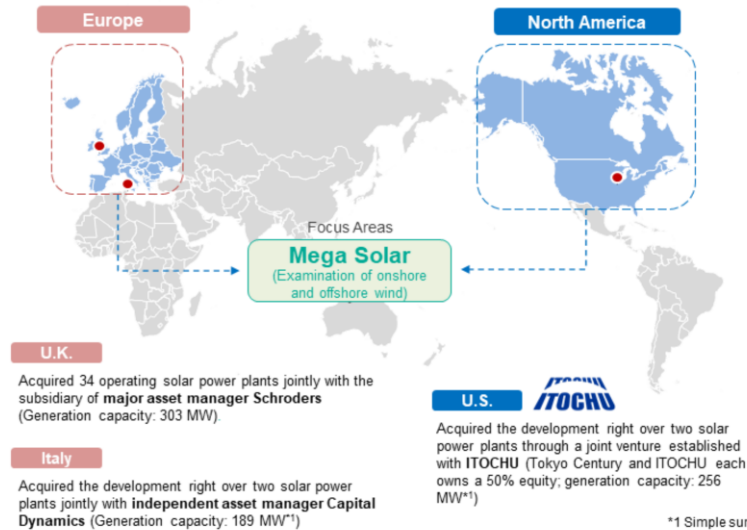 Europe
North America
Focus Areas
Mega Solar
(Examination of onshore
and offshore wind)
U.K.
Acquired 34 operating solar power plants jointly with the
subsidiary of major asset manager Schroders
(Generation capacity: 303 MW).
Italy
Acquired the development right over two solar power
plants jointly with independent asset manager Capital
Dynamics (Generation capacity: 189 MW*1)
U.S.
ITOCHU
Acquired the development right over two solar
power plants through a joint venture established
with ITOCHU (Tokyo Century and ITOCHU each
owns a 50% equity; generation capacity: 256
MW*1)
*1 Simple